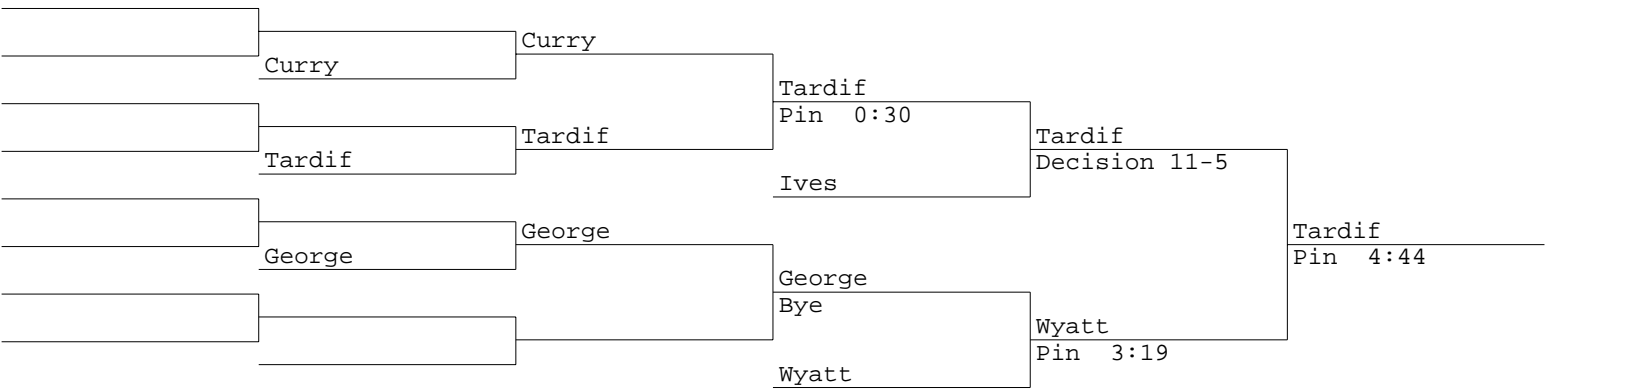 Curry
Curry
Tardif
Pin 0:30
Tardif
Tardif
Tardif
Decision 11-5
Ives
George
Tardif
George
Pin 4:44
George
Bye
Wyatt
Pin 3:19
Wyatt